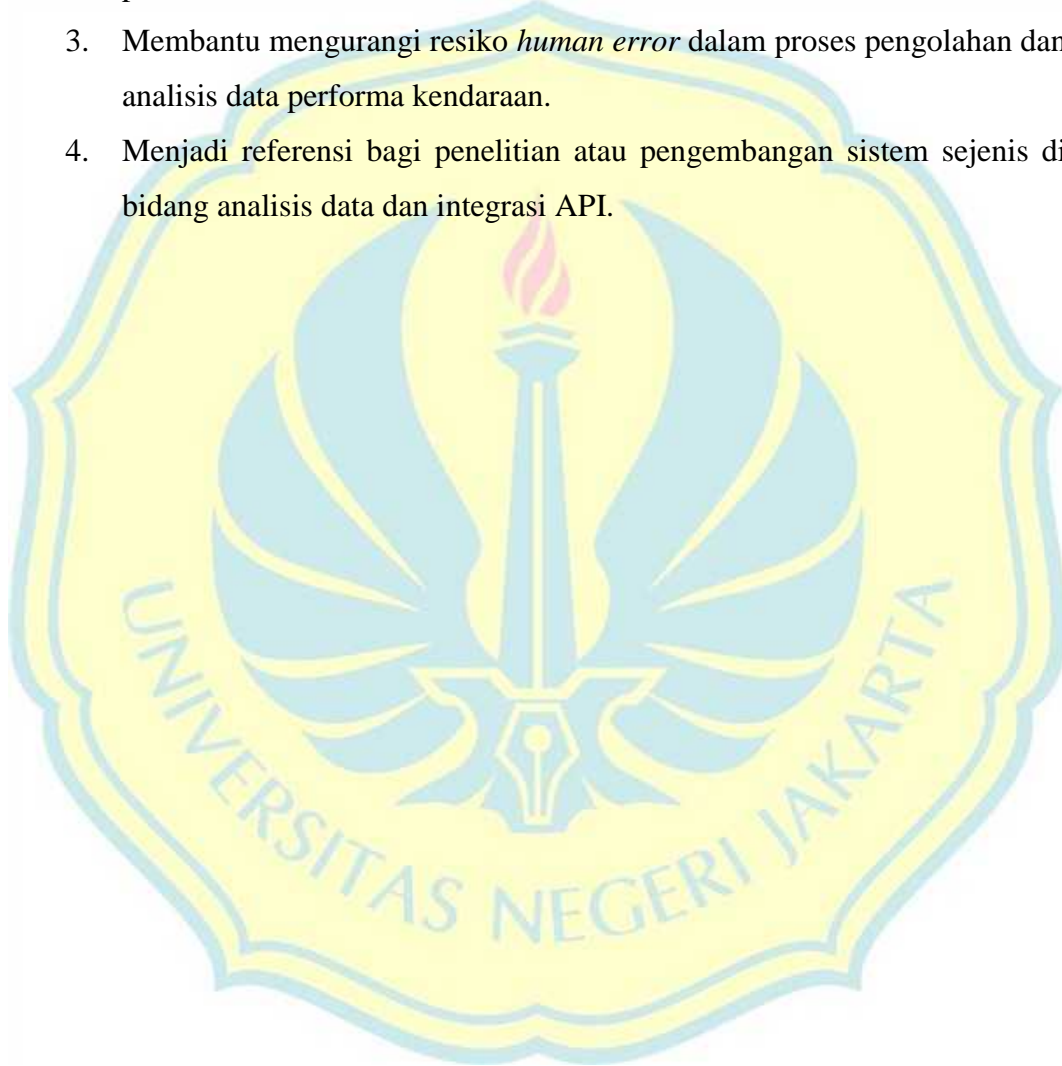 3. Membantu mengurangi resiko human error dalam proses pengolahan dan
analisis data performa kendaraan.
4. Menjadi referensi bagi penelitian atau pengembangan sistem sejenis di
bidang analisis data dan integrasi API.
UNIVERSITAS NEGERI JAKARTA